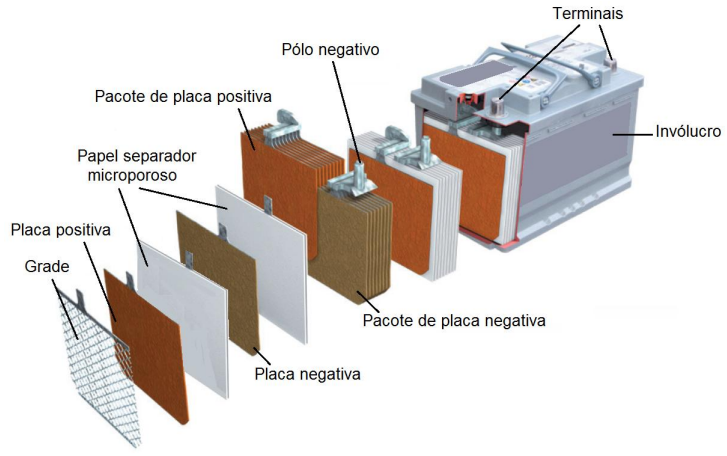 Terminais
Pólo negativo
Pacote de placa positiva
Invólucro
Papel separador
microporoso
Placa positiva
Grade
Pacote de placa negativa
Placa negativa